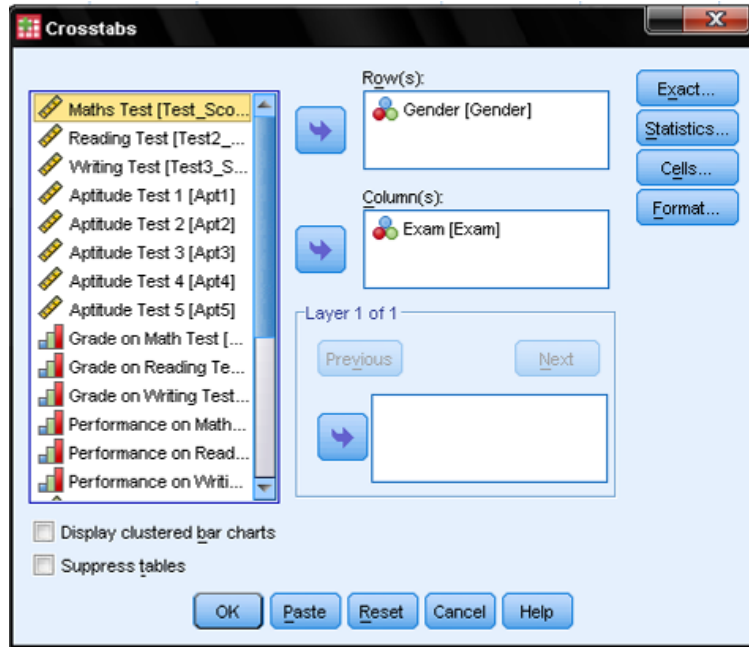 Crosstabs
Maths Test [Test_Sco...
Reading Test [Test2_...
Writing Test [Test3_S...
Aptitude Test 1 [Apt1]
Aptitude Test 2 [Apt2]
Aptitude Test 3 [Apt3]
Aptitude Test 4 [Apt4]
Aptitude Test 5 [Apt5]
Grade on Math Test [...
Grade on Reading Te...
Grade on Writing Test...
Performance on Math...
Performance on Read...
Performance on Writi...
Row(s):
Gender [Gender]
Column(s):
Exam [Exam]
Layer 1 of 1
Previous
Next
Exact...
Statistics...
Cells...
Format...
Display clustered bar charts
Suppress tables
OK
Paste
Reset
Cancel
Help